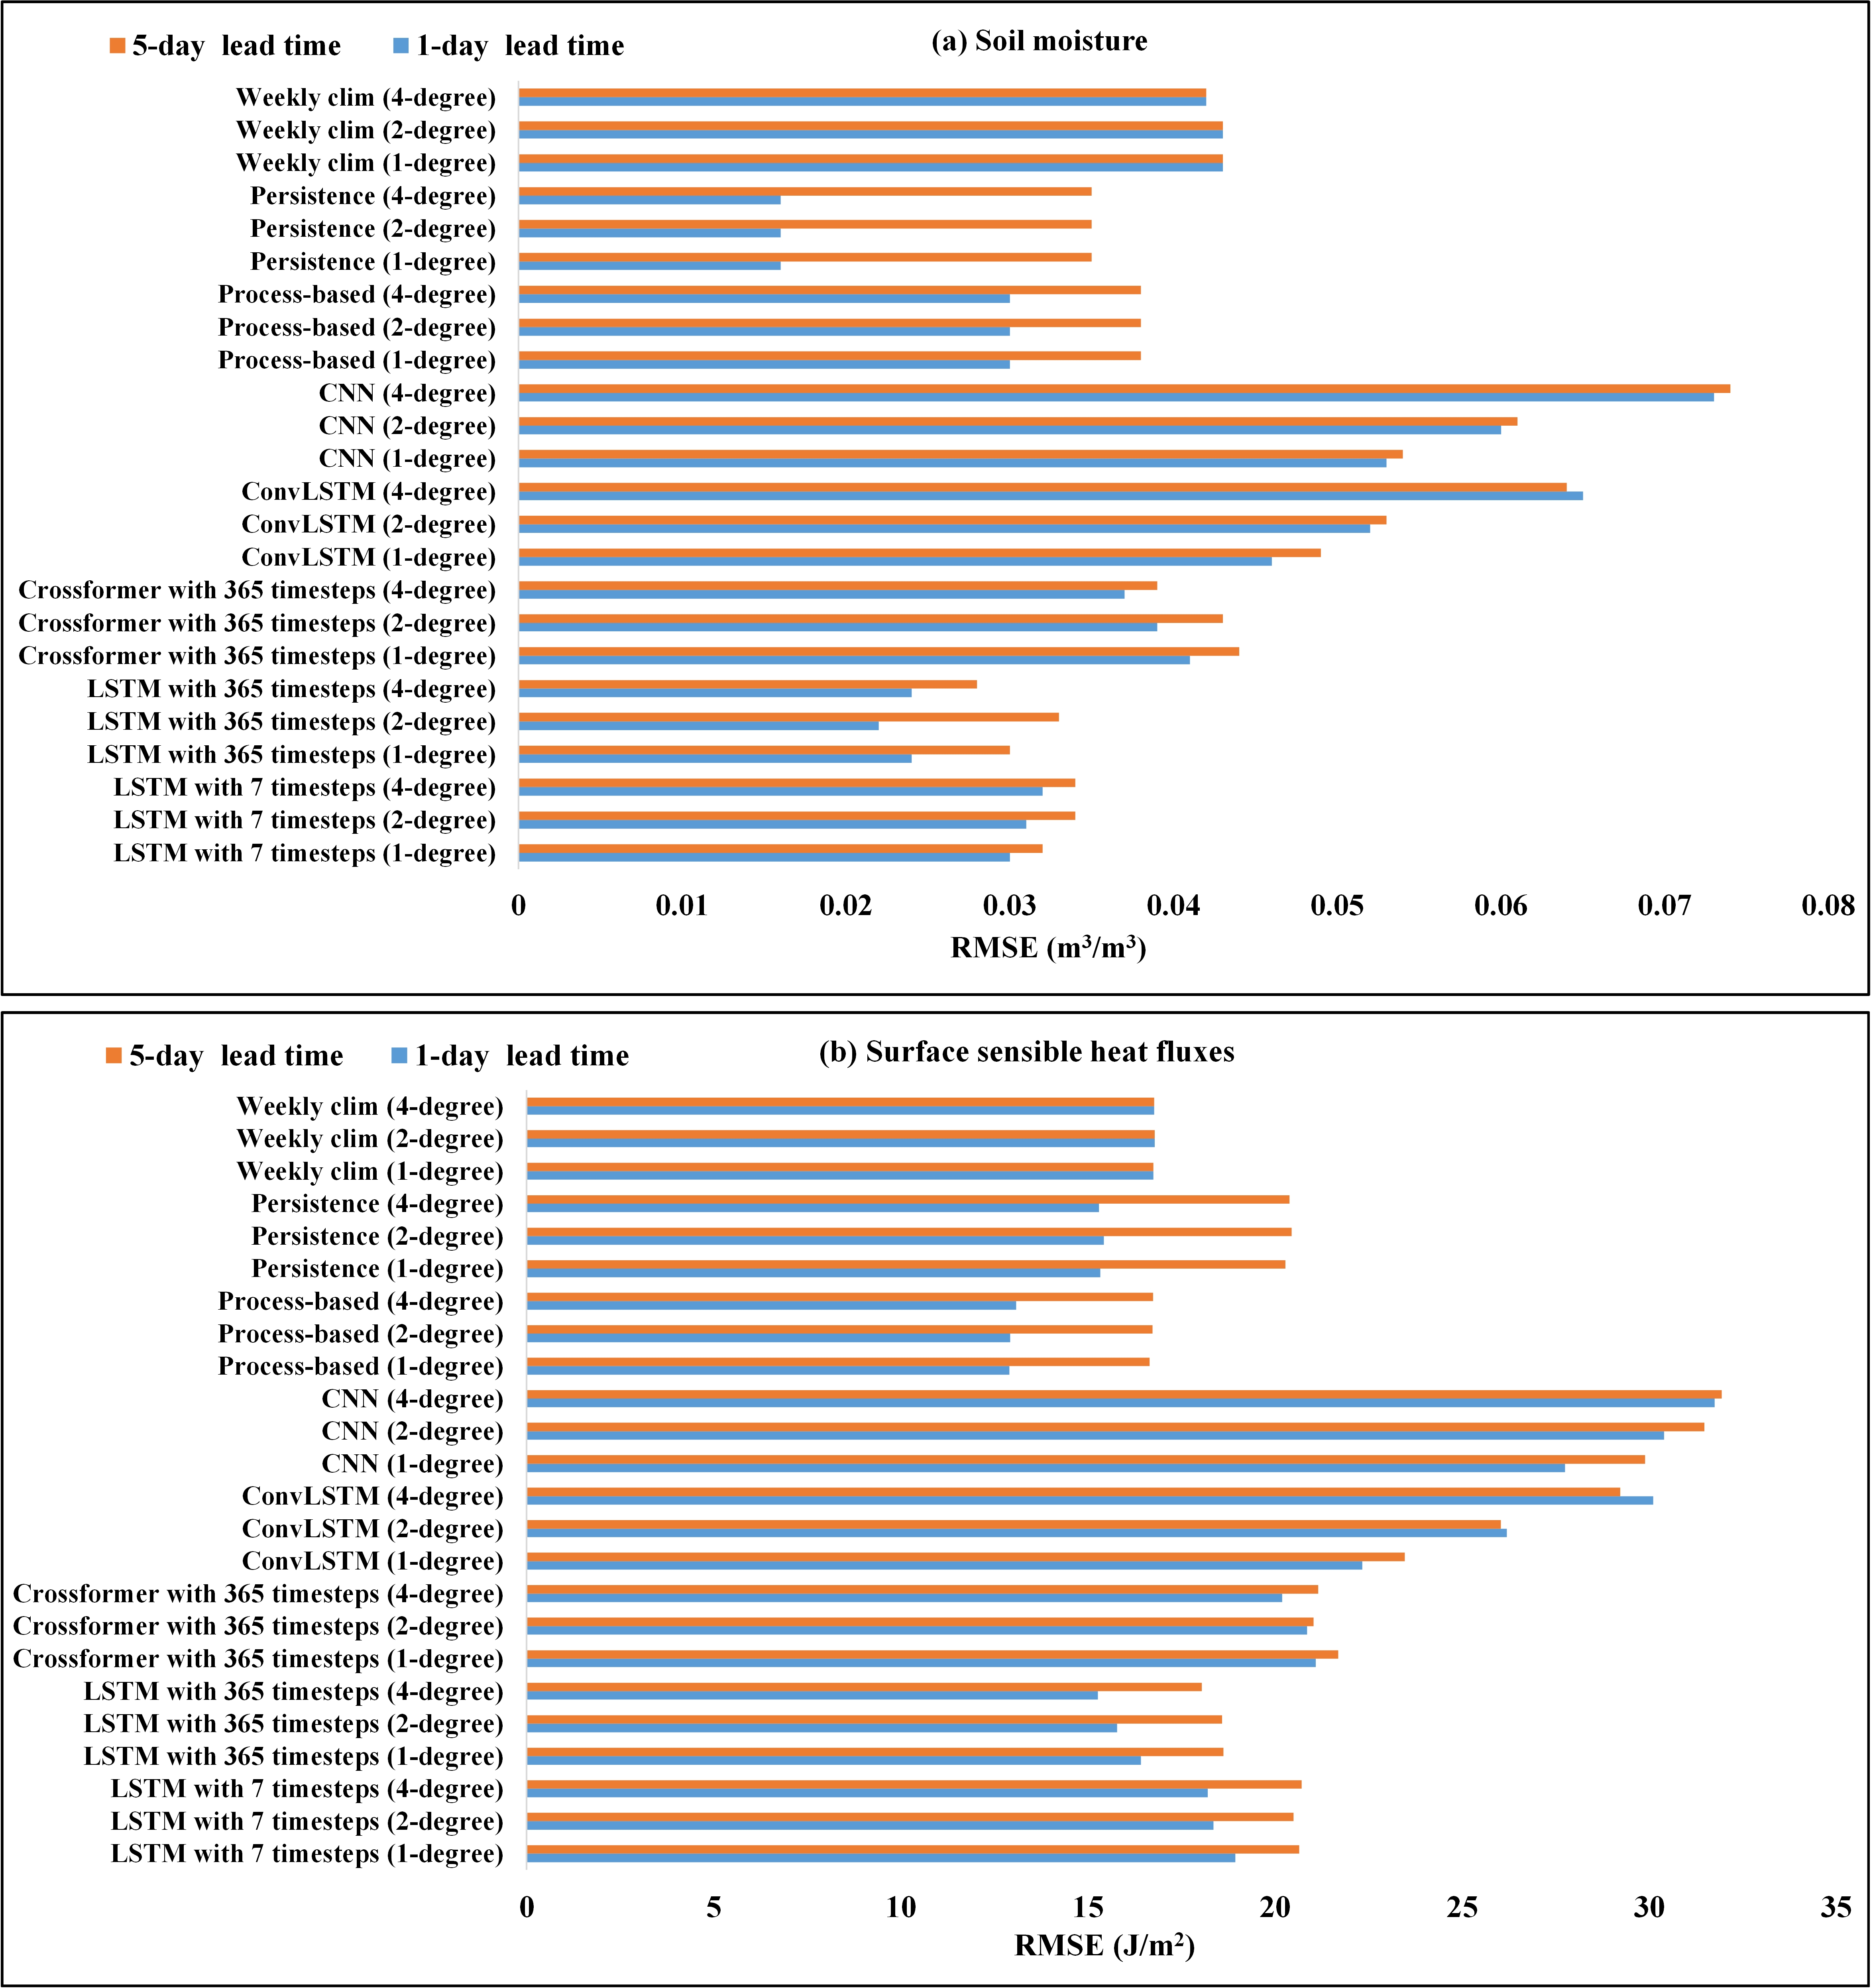 5-day lead time 1-day lead time (a) Soil moisture
Weekly clim (4-degree)
Weekly clim (2-degree)
Weekly clim (1-degree)
Persistence (4-degree)
Persistence (2-degree)
Persistence (1-degree)
Process-based (4-degree)
Process-based (2-degree)
Process-based (1-degree)
CNN (4-degree)
CNN (2-degree)
CNN (1-degree)
ConvLSTM (4-degree)
ConvLSTM (2-degree)
ConvLSTM (1-degree)
Crossformer with 365 timesteps (4-degree)
Crossformer with 365 timesteps (2-degree)
Crossformer with 365 timesteps (1-degree)
LSTM with 365 timesteps (4-degree)
LSTM with 365 timesteps (2-degree)
LSTM with 365 timesteps (1-degree)
LSTM with 7 timesteps (4-degree)
LSTM with 7 timesteps (2-degree)
LSTM with 7 timesteps (1-degree)
0 0.01 0.02 0.03 0.04 0.05 0.06 0.07 0.08
RMSE (m³/m³)
5-day lead time 1-day lead time (b) Surface sensible heat fluxes
Weekly clim (4-degree)
Weekly clim (2-degree)
Weekly clim (1-degree)
Persistence (4-degree)
Persistence (2-degree)
Persistence (1-degree)
Process-based (4-degree)
Process-based (2-degree)
Process-based (1-degree)
CNN (4-degree)
CNN (2-degree)
CNN (1-degree)
ConvLSTM (4-degree)
ConvLSTM (2-degree)
ConvLSTM (1-degree)
Crossformer with 365 timesteps (4-degree)
Crossformer with 365 timesteps (2-degree)
Crossformer with 365 timesteps (1-degree)
LSTM with 365 timesteps (4-degree)
LSTM with 365 timesteps (2-degree)
LSTM with 365 timesteps (1-degree)
LSTM with 7 timesteps (4-degree)
LSTM with 7 timesteps (2-degree)
LSTM with 7 timesteps (1-degree)
0 5 10 15 20 25 30 35
RMSE (J/m²)